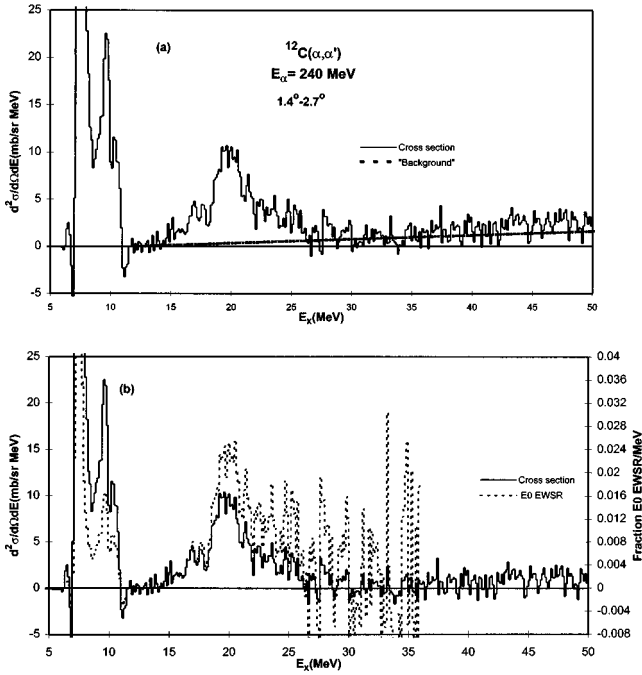 25
20
15
10
5
0
-5
d²σ/dΩdE(mb/sr MeV)
(a)
¹²C(α,α')
Eα= 240 MeV
1.4°-2.7°
Cross section
"Background"
5 10 15 20 25 30 35 40 45 50
Ex(MeV)
25
20
15
10
5
0
-5
d²σ/dΩdE(mb/sr MeV)
(b)
Cross section
E0 EWSR
0.04
0.036
0.032
0.028
0.024
0.02
0.016
0.012
0.008
0.004
0
-0.004
-0.008
Fraction E0 EWSR/MeV
5 10 15 20 25 30 35 40 45 50
Ex(MeV)